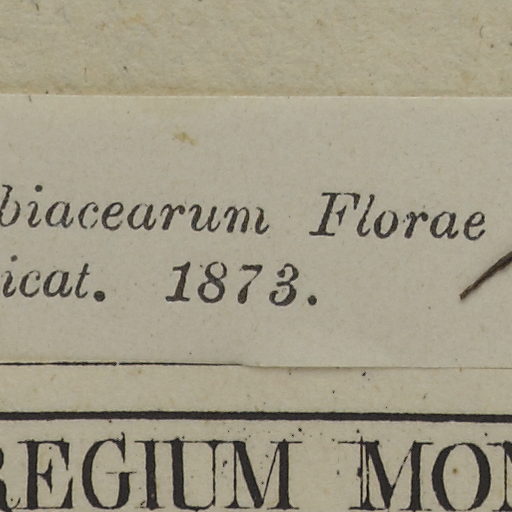 biacearum Florae
icat. 1873.
REGIUM MON